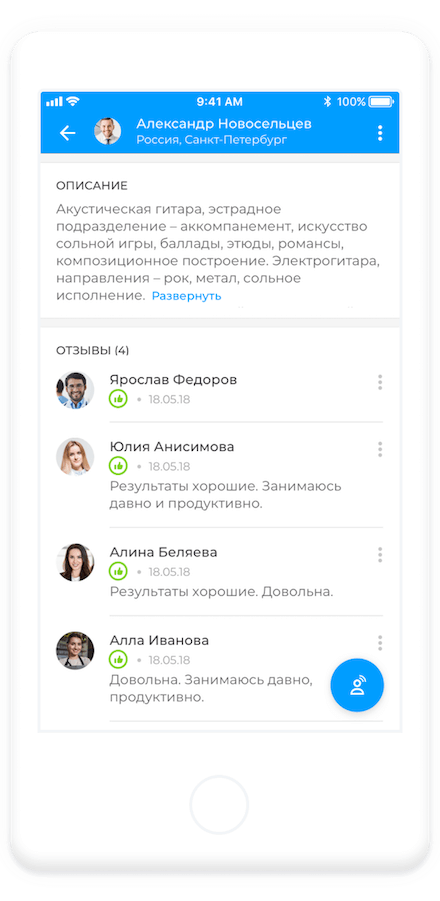 9:41 AM
100%
Александр Новосельцев
Россия, Санкт-Петербург
ОПИСАНИЕ
Акустическая гитара, эстрадное
подразделение – аккомпанемент, искусство
сольной игры, баллады, этюды, романсы,
композиционное построение. Электрогитара,
направления – рок, метал, сольное
исполнение. Развернуть
ОТЗЫВЫ (4)
Ярослав Федоров
• 18.05.18
Юлия Анисимова
• 18.05.18
Результаты хорошие. Занимаюсь
давно и продуктивно.
Алина Беляева
• 18.05.18
Результаты хорошие. Довольна.
Алла Иванова
• 18.05.18
Довольна. Занимаюсь давно,
продуктивно.